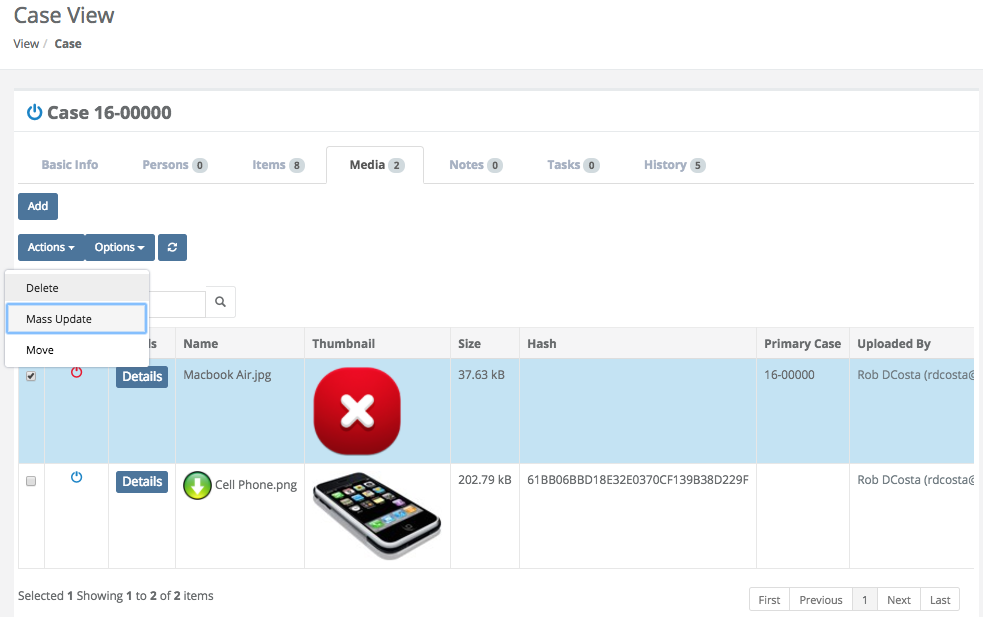 Case View
View / Case
Case 16-00000
Basic Info Persons 0 Items 8 Media 2 Notes 0 Tasks 0 History 5
Add
Actions Options
Delete
Mass Update
Move
ls Name Thumbnail Size Hash Primary Case Uploaded By
Details Macbook Air.jpg 37.63 kB 16-00000 Rob DCosta (rdcosta@
Details Cell Phone.png 202.79 kB 61BB06BBD18E32E0370CF139B38D229F Rob DCosta (rdcosta@
Selected 1 Showing 1 to 2 of 2 items
First Previous 1 Next Last